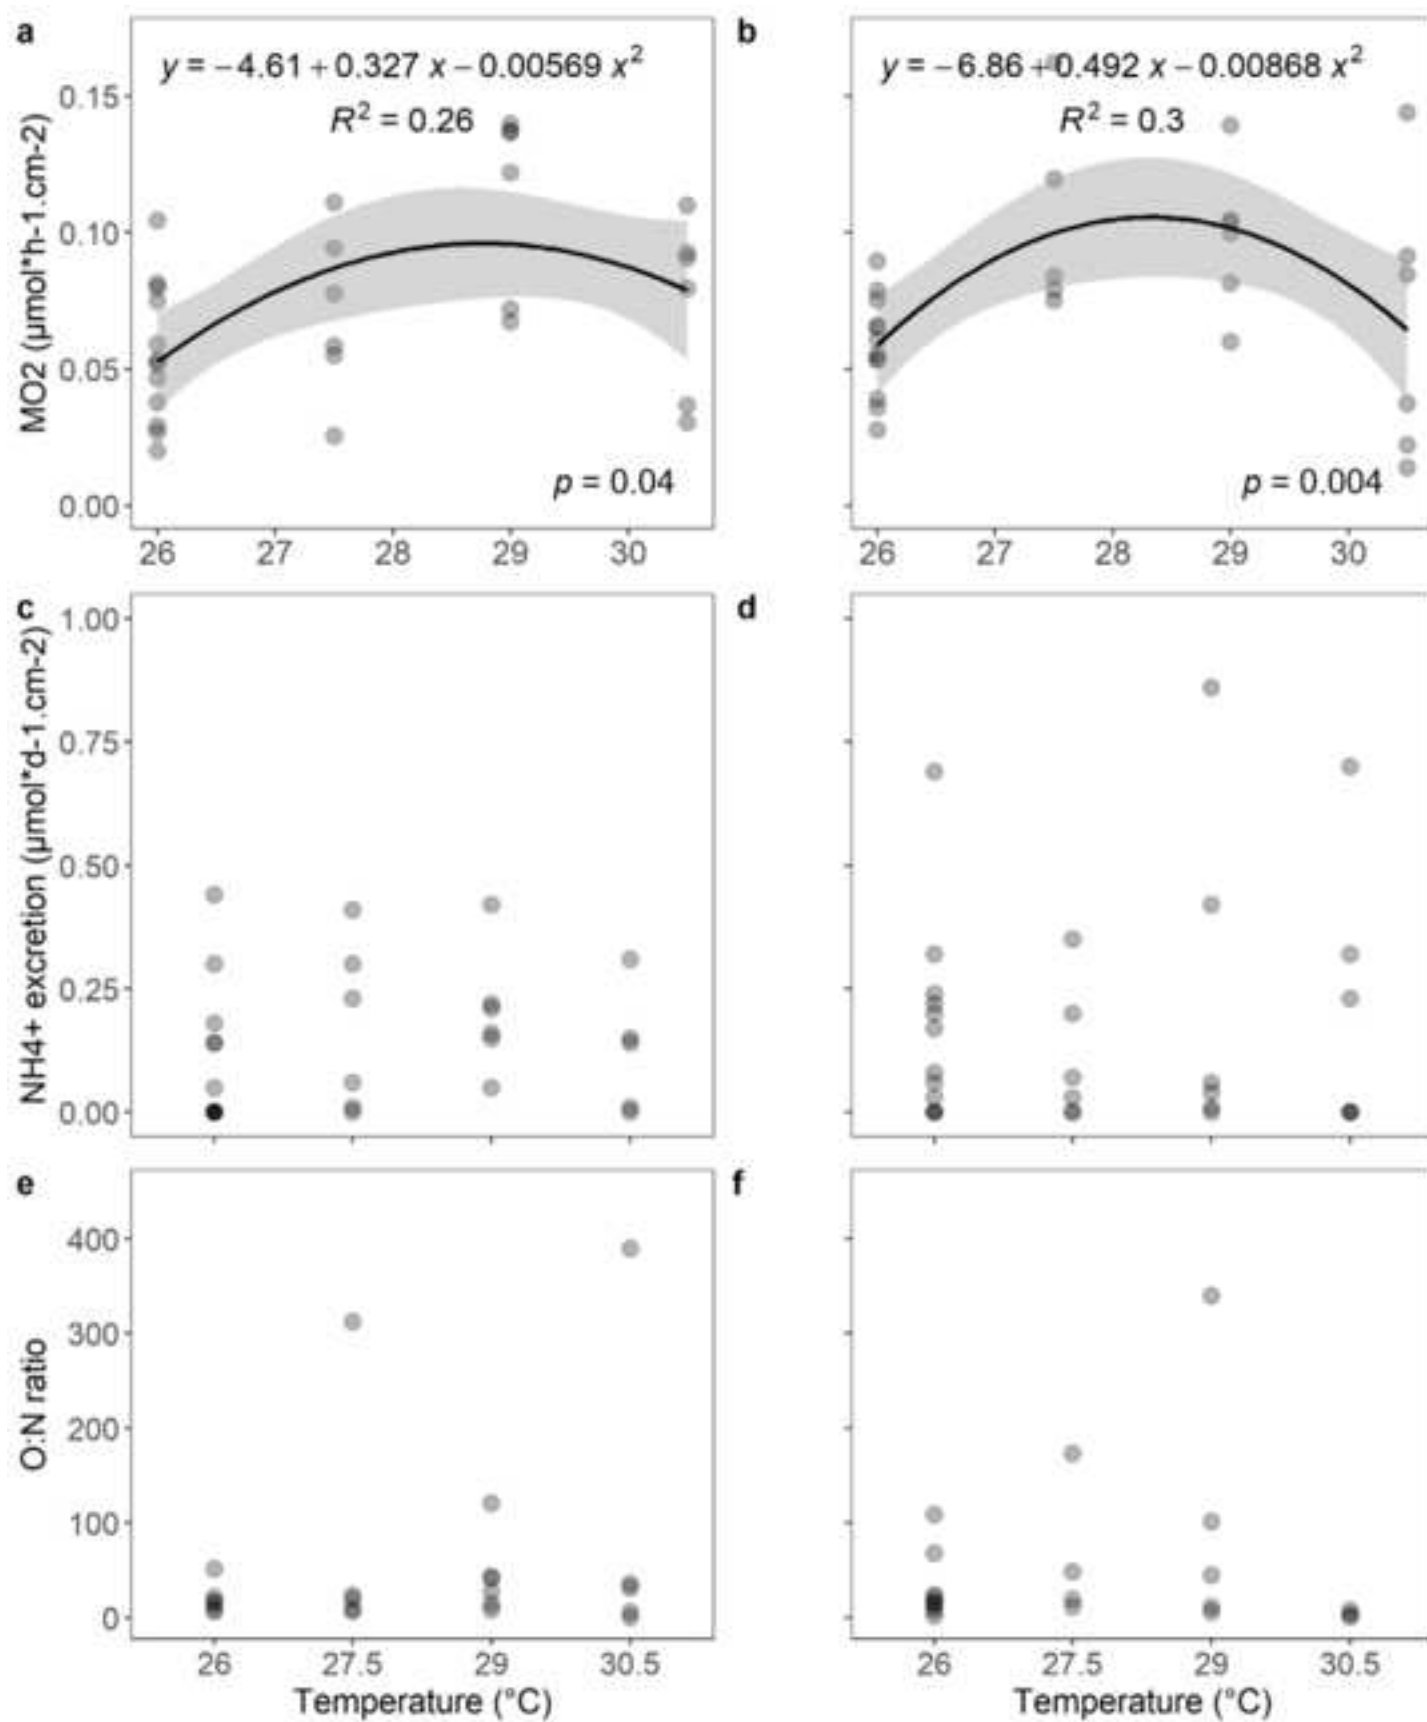 a
y = −4.61 + 0.327 x − 0.00569 x²
R² = 0.26
p = 0.04
MO2 (µmol*h-1.cm-2)
0.15
0.10
0.05
0.00
26 27 28 29 30
b
y = −6.86 + 0.492 x − 0.00868 x²
R² = 0.3
p = 0.004
26 27 28 29 30
c
NH4+ excretion (µmol*d-1.cm-2)
1.00
0.75
0.50
0.25
0.00
d
e
O:N ratio
400
300
200
100
0
26 27.5 29 30.5
Temperature (°C)
f
26 27.5 29 30.5
Temperature (°C)